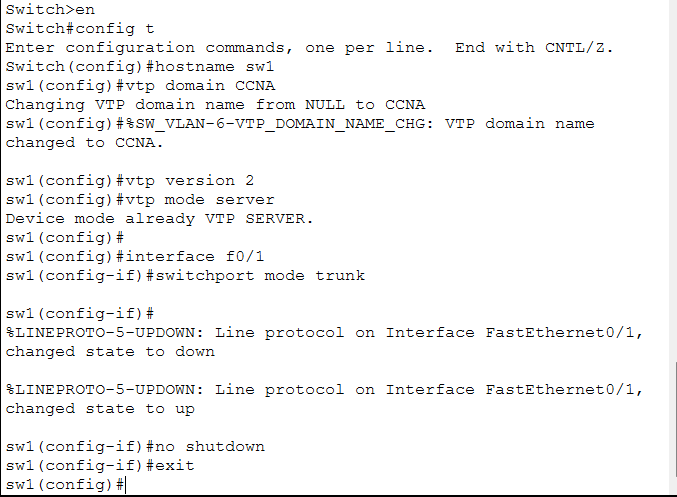 Switch>en
Switch#config t
Enter configuration commands, one per line.  End with CNTL/Z.
Switch(config)#hostname sw1
sw1(config)#vtp domain CCNA
Changing VTP domain name from NULL to CCNA
sw1(config)#%SW_VLAN-6-VTP_DOMAIN_NAME_CHG: VTP domain name
changed to CCNA.
sw1(config)#vtp version 2
sw1(config)#vtp mode server
Device mode already VTP SERVER.
sw1(config)#
sw1(config)#interface f0/1
sw1(config-if)#switchport mode trunk
sw1(config-if)#
%LINEPROTO-5-UPDOWN: Line protocol on Interface FastEthernet0/1,
changed state to down
%LINEPROTO-5-UPDOWN: Line protocol on Interface FastEthernet0/1,
changed state to up
sw1(config-if)#no shutdown
sw1(config-if)#exit
sw1(config)#